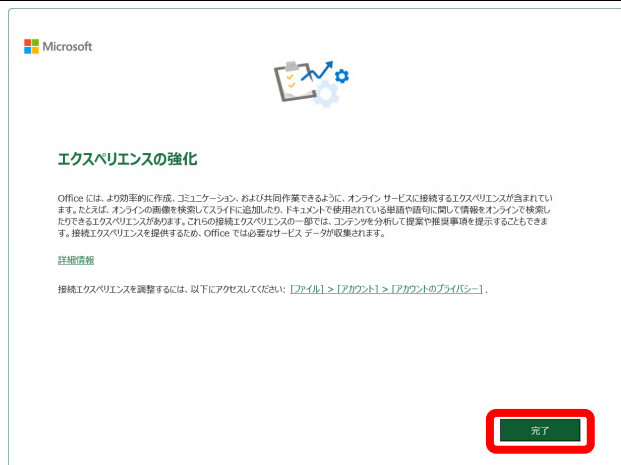 Microsoft
エクスペリエンスの強化
Office には、より効率的に作成、コミュニケーション、および共同作業できるように、オンライン サービスに接続するエクスペリエンスが含まれてい
ます。たとえば、オンラインの画像を検索してスライドに追加したり、ドキュメントで使用されている単語や語句に関して情報をオンラインで検索し
たりできるエクスペリエンスがあります。これらの接続エクスペリエンスの一部では、コンテンツを分析して提案や推奨事項を提示することもできま
す。接続エクスペリエンスを提供するため、Office では必要なサービス データが収集されます。
詳細情報
接続エクスペリエンスを調整するには、以下にアクセスしてください: [ファイル] > [アカウント] > [アカウントのプライバシー] .
完了